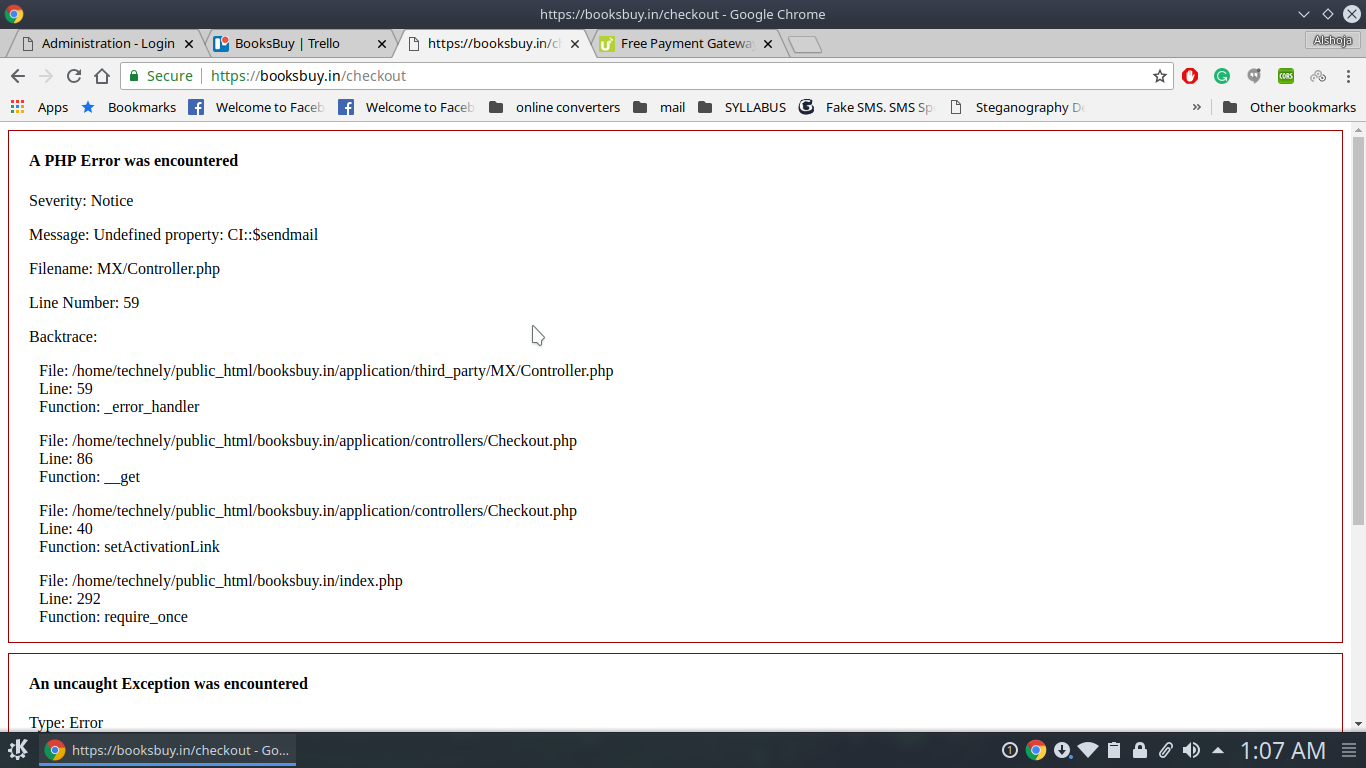 https://booksbuy.in/checkout - Google Chrome
Administration - Login
BooksBuy | Trello
https://booksbuy.in/c
Free Payment Gatewa
Alshoja
Secure
https://booksbuy.in/checkout
CORS
Apps
Bookmarks
Welcome to Faceb
Welcome to Faceb
online converters
mail
SYLLABUS
Fake SMS. SMS Sp
Steganography De
»
Other bookmarks
A PHP Error was encountered
Severity: Notice
Message: Undefined property: CI::$sendmail
Filename: MX/Controller.php
Line Number: 59
Backtrace:
File: /home/technely/public_html/booksbuy.in/application/third_party/MX/Controller.php
Line: 59
Function: _error_handler
File: /home/technely/public_html/booksbuy.in/application/controllers/Checkout.php
Line: 86
Function: __get
File: /home/technely/public_html/booksbuy.in/application/controllers/Checkout.php
Line: 40
Function: setActivationLink
File: /home/technely/public_html/booksbuy.in/index.php
Line: 292
Function: require_once
An uncaught Exception was encountered
Type: Error
https://booksbuy.in/checkout - Go...
1
1:07 AM